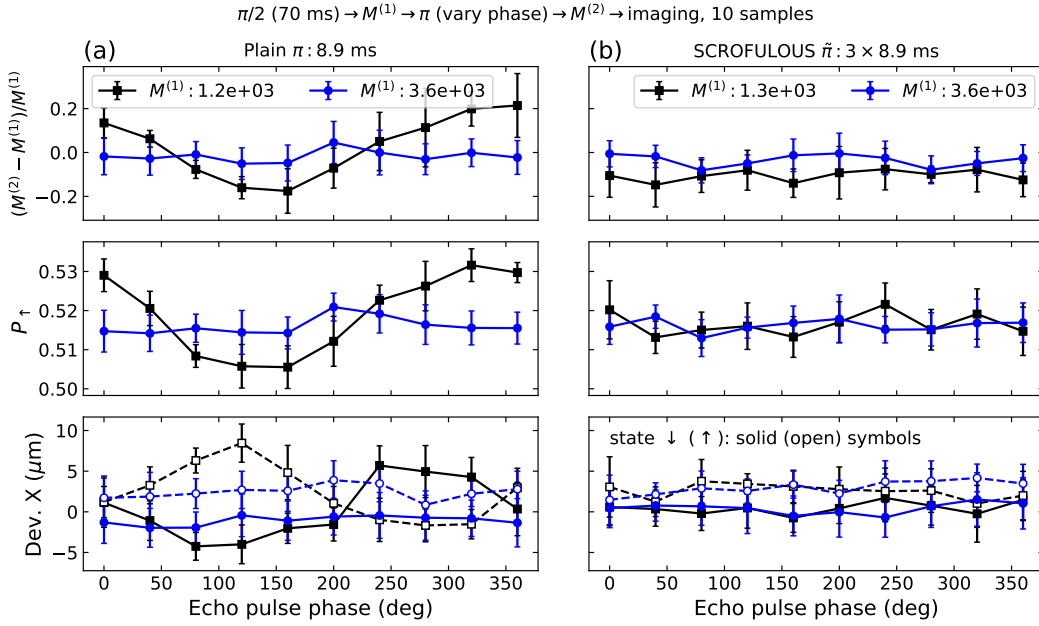 π/2 (70 ms) → M⁽¹⁾ → π (vary phase) → M⁽²⁾ → imaging, 10 samples
(a) Plain π : 8.9 ms
(b) SCROFULOUS π̃ : 3 × 8.9 ms
M⁽¹⁾ : 1.2e+03 M⁽¹⁾ : 3.6e+03
M⁽¹⁾ : 1.3e+03 M⁽¹⁾ : 3.6e+03
(M⁽²⁾ − M⁽¹⁾)/M⁽¹⁾
0.2
0.0
−0.2
P↑
0.53
0.52
0.51
0.50
Dev. X (μm)
10
5
0
−5
state ↓ (↑): solid (open) symbols
0 50 100 150 200 250 300 350
0 50 100 150 200 250 300 350
Echo pulse phase (deg)
Echo pulse phase (deg)